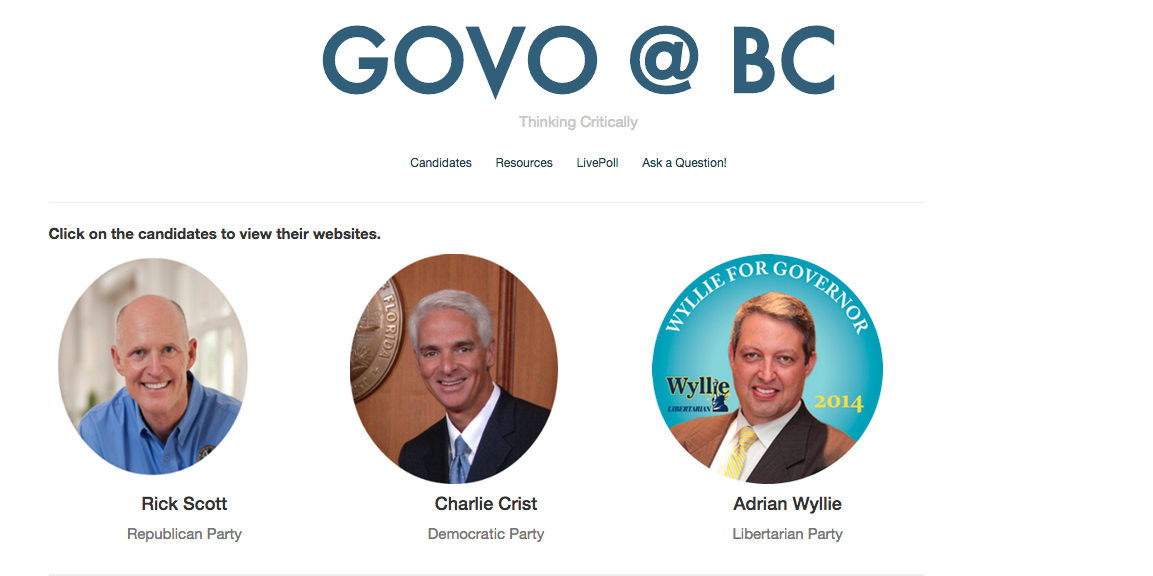 GOVO @ BC
Thinking Critically
Candidates Resources LivePoll Ask a Question!
Click on the candidates to view their websites.
FLORIDA
WYLLIE FOR GOVERNOR
Wyllie
LIBERTARIAN
2014
Rick Scott Charlie Crist Adrian Wyllie
Republican Party Democratic Party Libertarian Party